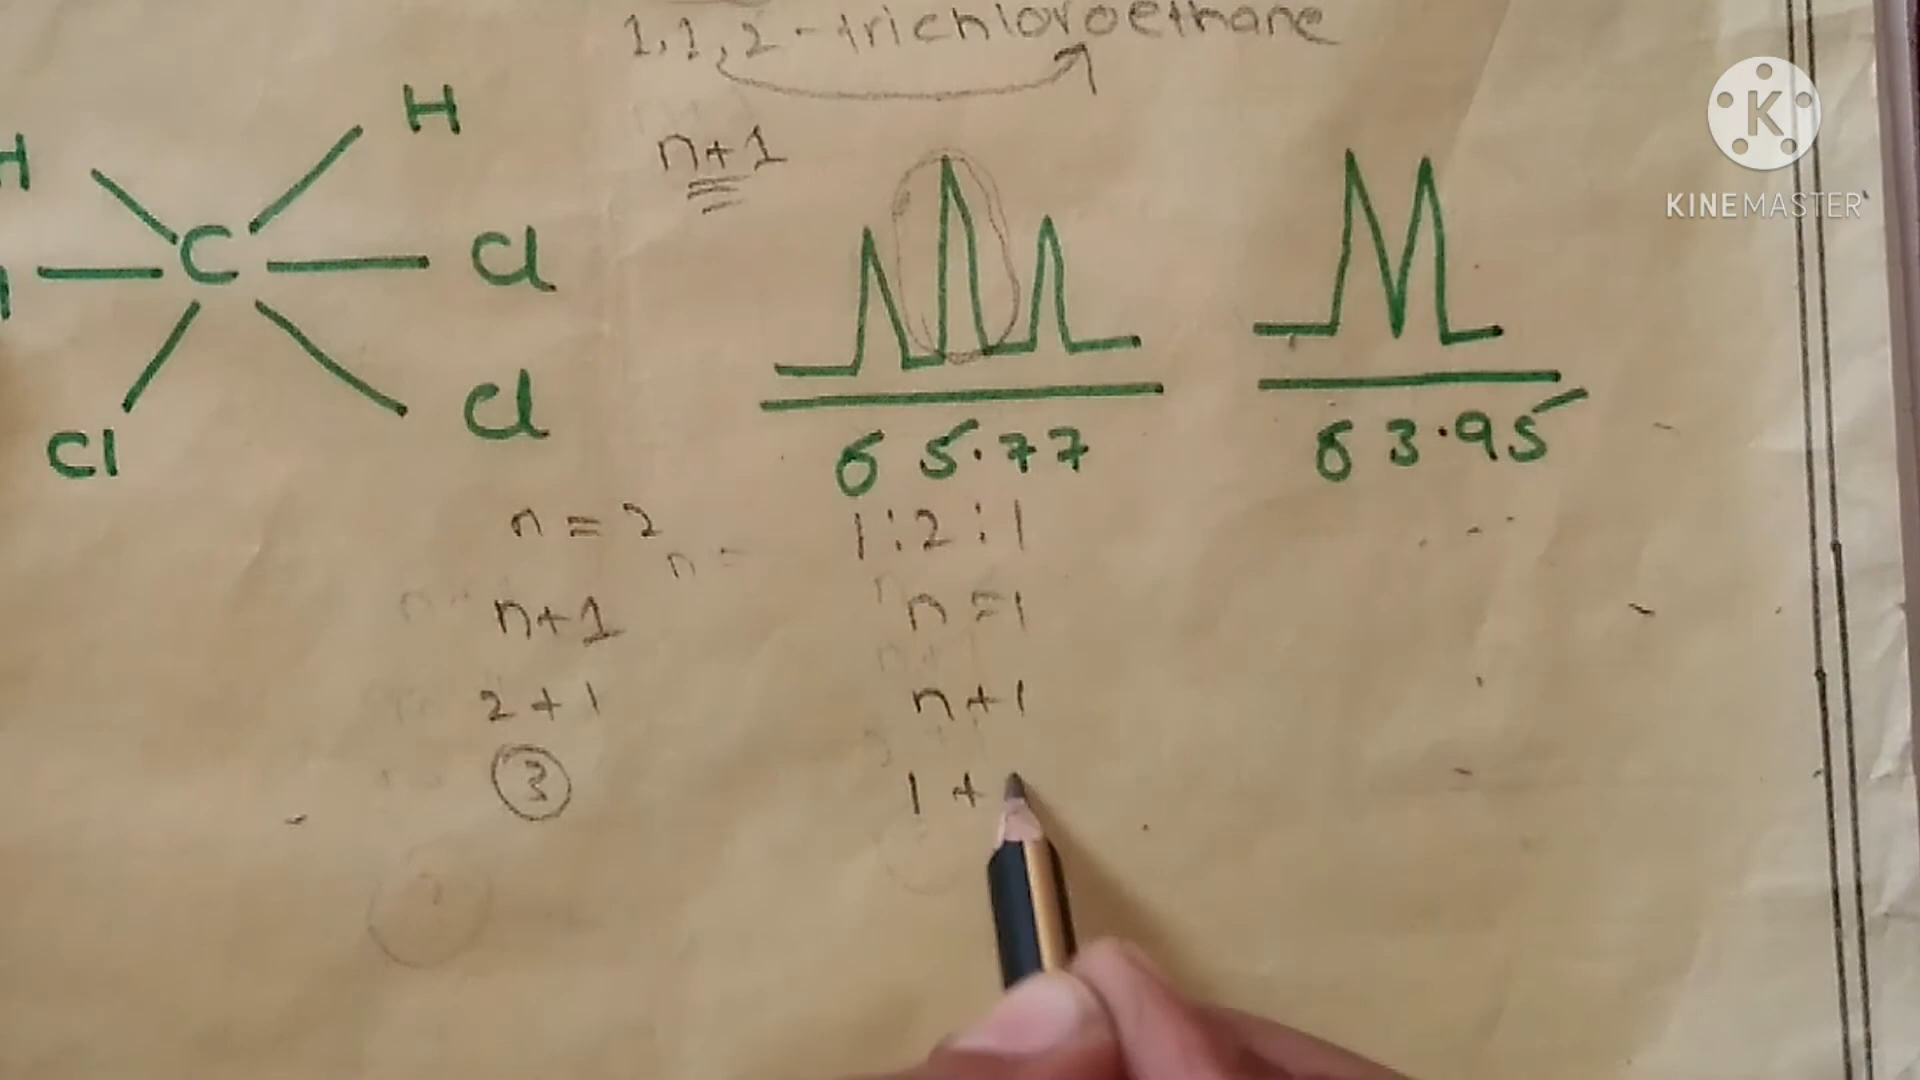 1,1,2-trichloroethane
n+1
H
H
C
Cl
Cl
Cl
δ 5.77
δ 3.95
n = 2
1:2:1
n =
n+1
n =1
2 + 1
n+1
3
1 +
K
KINEMASTER